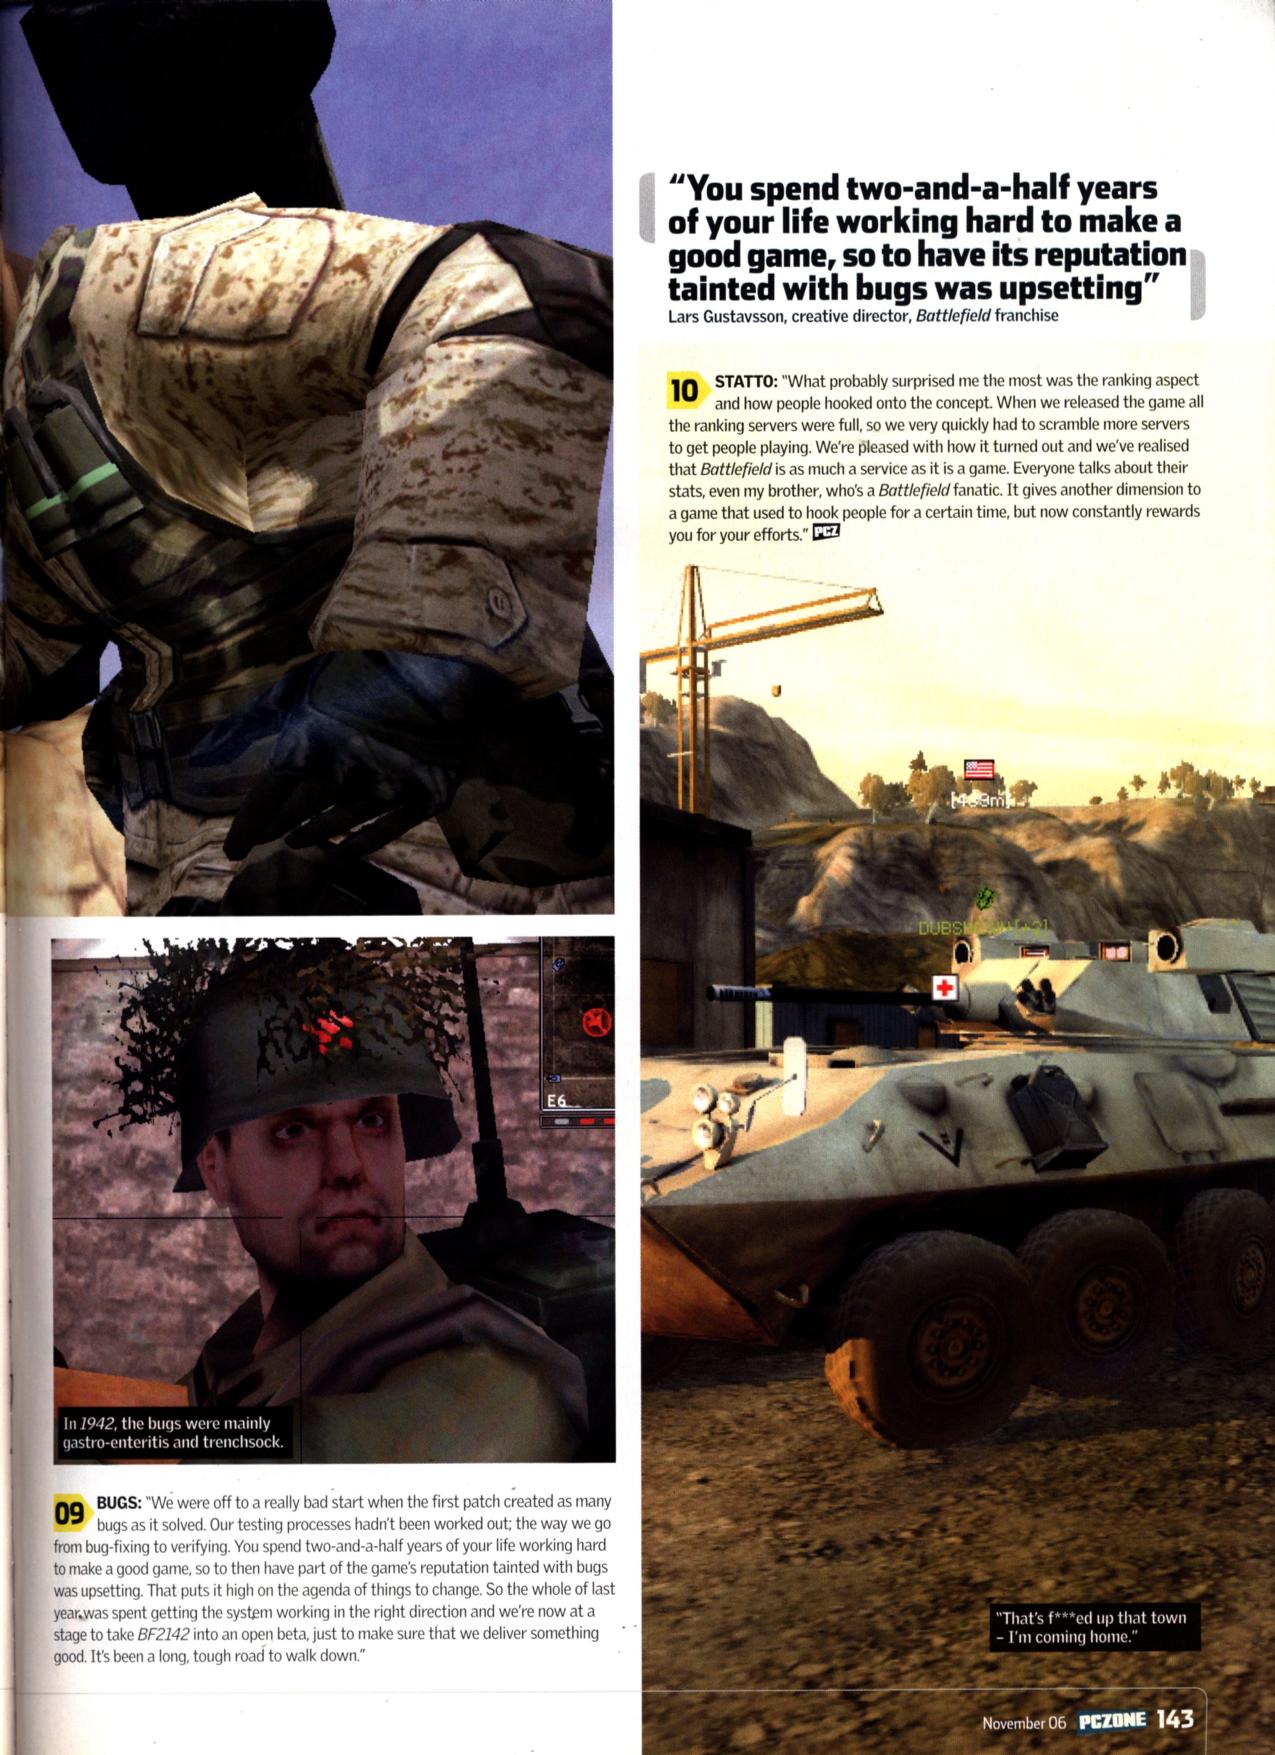 “You spend two-and-a-half years
of your life working hard to make a
good game, so to have its reputation
tainted with bugs was upsetting”
Lars Gustavsson, creative director, Battlefield franchise
10 STATTO: “What probably surprised me the most was the ranking aspect
and how people hooked onto the concept. When we released the game all
the ranking servers were full, so we very quickly had to scramble more servers
to get people playing. We’re pleased with how it turned out and we’ve realised
that Battlefield is as much a service as it is a game. Everyone talks about their
stats, even my brother, who’s a Battlefield fanatic. It gives another dimension to
a game that used to hook people for a certain time, but now constantly rewards
you for your efforts.” PCZ
E6
In 1942, the bugs were mainly
gastro-enteritis and trenchsock.
09 BUGS: “We were off to a really bad start when the first patch created as many
bugs as it solved. Our testing processes hadn’t been worked out; the way we go
from bug-fixing to verifying. You spend two-and-a-half years of your life working hard
to make a good game, so to then have part of the game’s reputation tainted with bugs
was upsetting. That puts it high on the agenda of things to change. So the whole of last
year was spent getting the system working in the right direction and we’re now at a
stage to take BF2142 into an open beta, just to make sure that we deliver something
good. It’s been a long, tough road to walk down.”
“That’s f***ed up that town
– I’m coming home.”
November 06 PCZONE 143